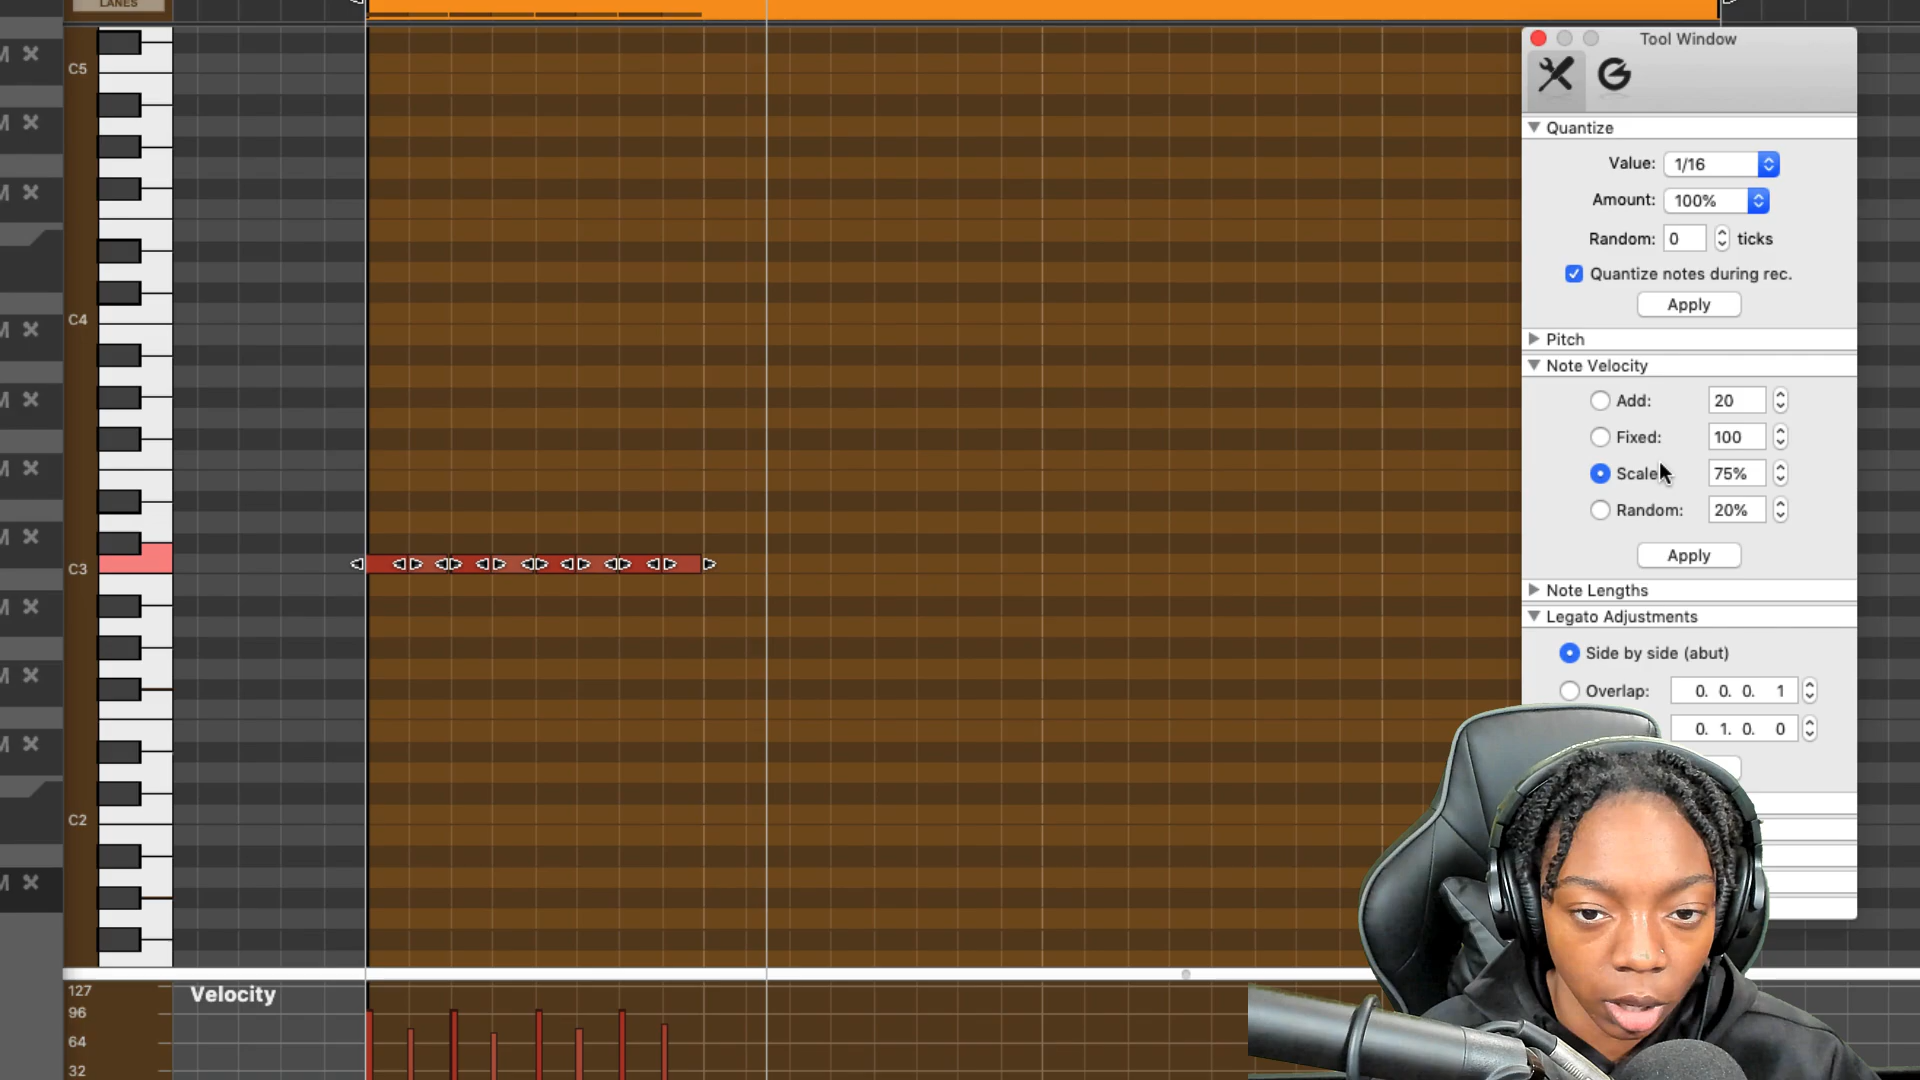 LANES
Tool Window
C5
Quantize
Value: 1/16
Amount: 100%
Random: 0 ticks
Quantize notes during rec.
Apply
C4
Pitch
Note Velocity
Add: 20
Fixed: 100
Scale 75%
Random: 20%
Apply
C3
Note Lengths
Legato Adjustments
Side by side (abut)
Overlap: 0. 0. 0. 1
0. 1. 0. 0
C2
127
Velocity
96
64
32
M
M
M
M
M
M
M
M
M
M
M